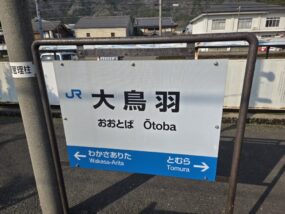 管理柱
JR 大鳥羽
おおとば Ōtoba
わかさありた
Wakasa-Arita
とむら
Tomura